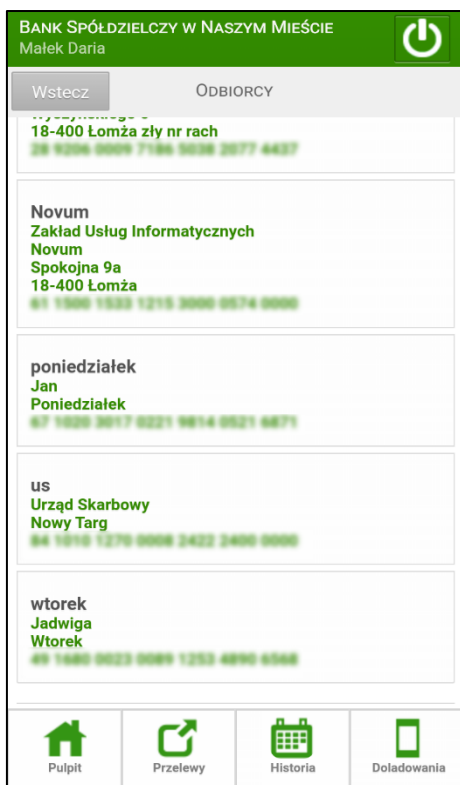 Bank Spółdzielczy w Naszym Mieście
Małek Daria
Wstecz
Odbiorcy
18-400 Łomża zły nr rach
Novum
Zakład Usług Informatycznych
Novum
Spokojna 9a
18-400 Łomża
poniedziałek
Jan
Poniedziałek
us
Urząd Skarbowy
Nowy Targ
wtorek
Jadwiga
Wtorek
Pulpit
Przelewy
Historia
Doladowania